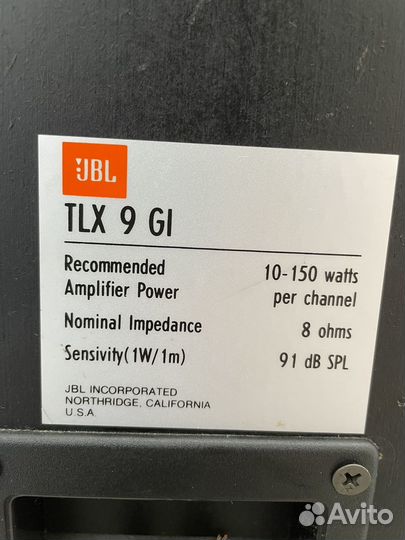 JBL
TLX 9 GI
Recommended
Amplifier Power
10-150 watts
per channel
Nominal Impedance 8 ohms
Sensivity(1W/1m) 91 dB SPL
JBL INCORPORATED
NORTHRIDGE, CALIFORNIA
U.S.A.
Avito